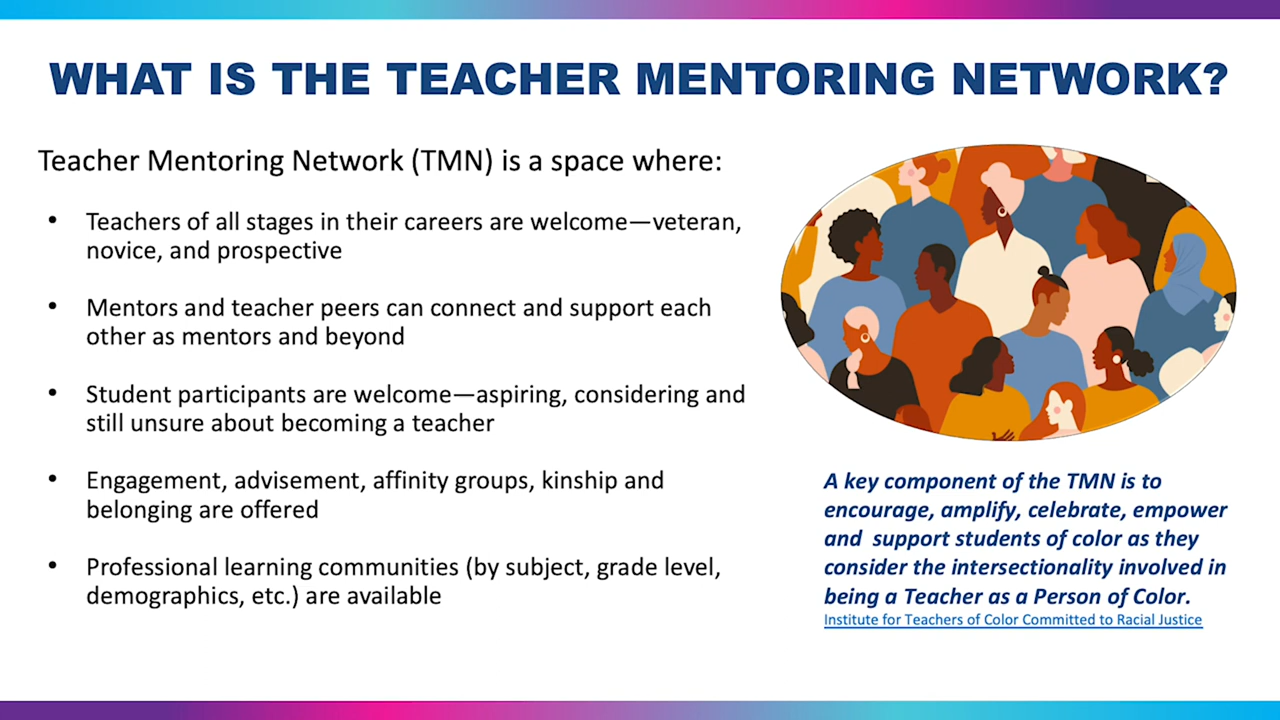 WHAT IS THE TEACHER MENTORING NETWORK?
Teacher Mentoring Network (TMN) is a space where:
• Teachers of all stages in their careers are welcome—veteran,
novice, and prospective
• Mentors and teacher peers can connect and support each
other as mentors and beyond
• Student participants are welcome—aspiring, considering and
still unsure about becoming a teacher
• Engagement, advisement, affinity groups, kinship and
belonging are offered
• Professional learning communities (by subject, grade level,
demographics, etc.) are available
A key component of the TMN is to
encourage, amplify, celebrate, empower
and  support students of color as they
consider the intersectionality involved in
being a Teacher as a Person of Color.
Institute for Teachers of Color Committed to Racial Justice